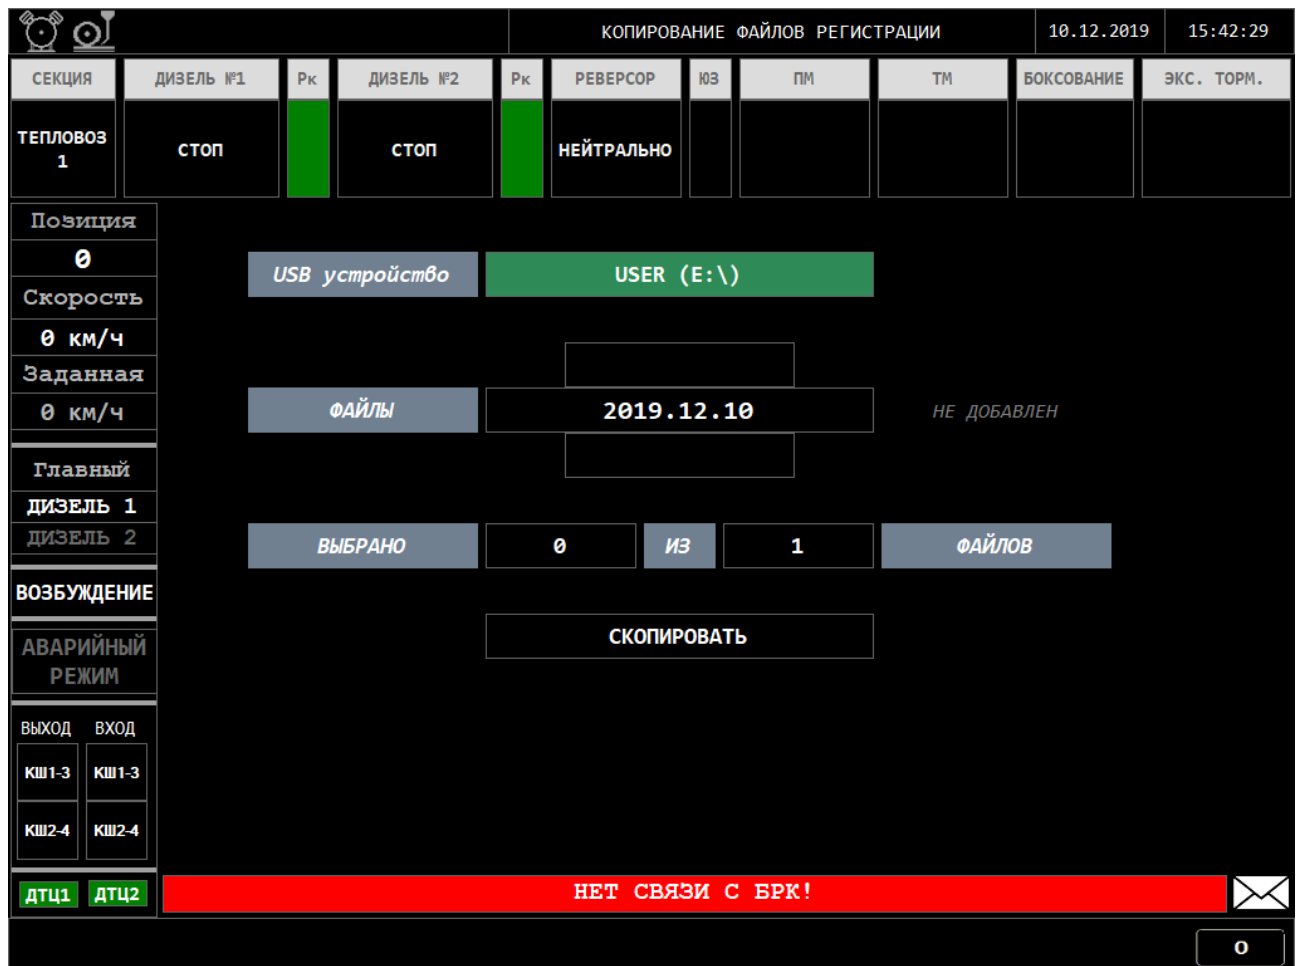 КОПИРОВАНИЕ ФАЙЛОВ РЕГИСТРАЦИИ 10.12.2019 15:42:29
СЕКЦИЯ ДИЗЕЛЬ №1 Рк ДИЗЕЛЬ №2 Рк РЕВЕРСОР ЮЗ ПМ ТМ БОКСОВАНИЕ ЭКС. ТОРМ.
ТЕПЛОВОЗ
1
СТОП СТОП НЕЙТРАЛЬНО
Позиция
0
Скорость
0 км/ч
Заданная
0 км/ч
Главный
ДИЗЕЛЬ 1
ДИЗЕЛЬ 2
ВОЗБУЖДЕНИЕ
АВАРИЙНЫЙ
РЕЖИМ
ВЫХОД ВХОД
КШ1-3 КШ1-3
КШ2-4 КШ2-4
ДТЦ1 ДТЦ2
USB устройство USER (E:\)
ФАЙЛЫ 2019.12.10 НЕ ДОБАВЛЕН
ВЫБРАНО 0 ИЗ 1 ФАЙЛОВ
СКОПИРОВАТЬ
НЕТ СВЯЗИ С БРК!
О